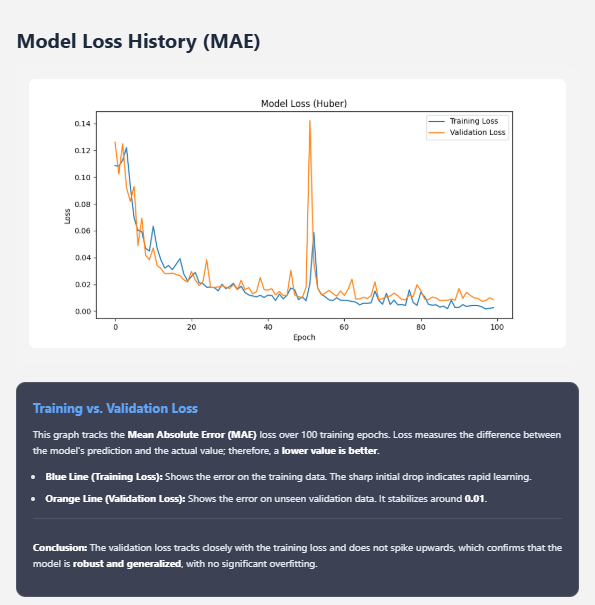 Model Loss History (MAE)
Model Loss (Huber)
Training Loss
Validation Loss
0.14
0.12
0.10
0.08
0.06
0.04
0.02
0.00
Loss
0 20 40 60 80 100
Epoch
Training vs. Validation Loss
This graph tracks the Mean Absolute Error (MAE) loss over 100 training epochs. Loss measures the difference between
the model's prediction and the actual value; therefore, a lower value is better.
• Blue Line (Training Loss): Shows the error on the training data. The sharp initial drop indicates rapid learning.
• Orange Line (Validation Loss): Shows the error on unseen validation data. It stabilizes around 0.01.
Conclusion: The validation loss tracks closely with the training loss and does not spike upwards, which confirms that the
model is robust and generalized, with no significant overfitting.